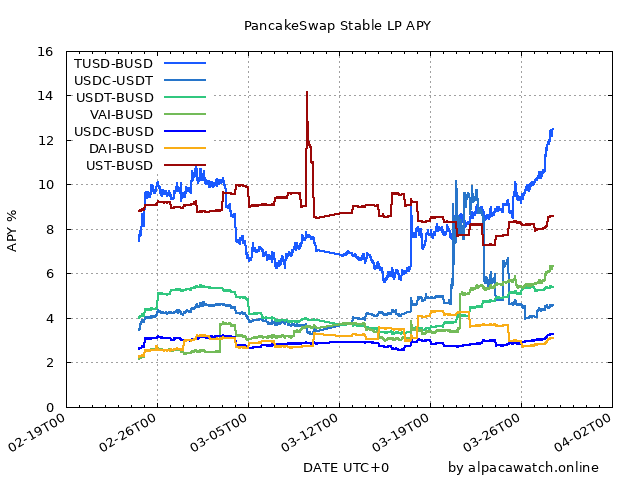 PancakeSwap Stable LP APY
16
14
12
10
8
6
4
2
0
APY %
TUSD-BUSD
USDC-USDT
USDT-BUSD
VAI-BUSD
USDC-BUSD
DAI-BUSD
UST-BUSD
02-19T00
02-26T00
03-05T00
03-12T00
03-19T00
03-26T00
04-02T00
DATE UTC+0
by alpacawatch.online